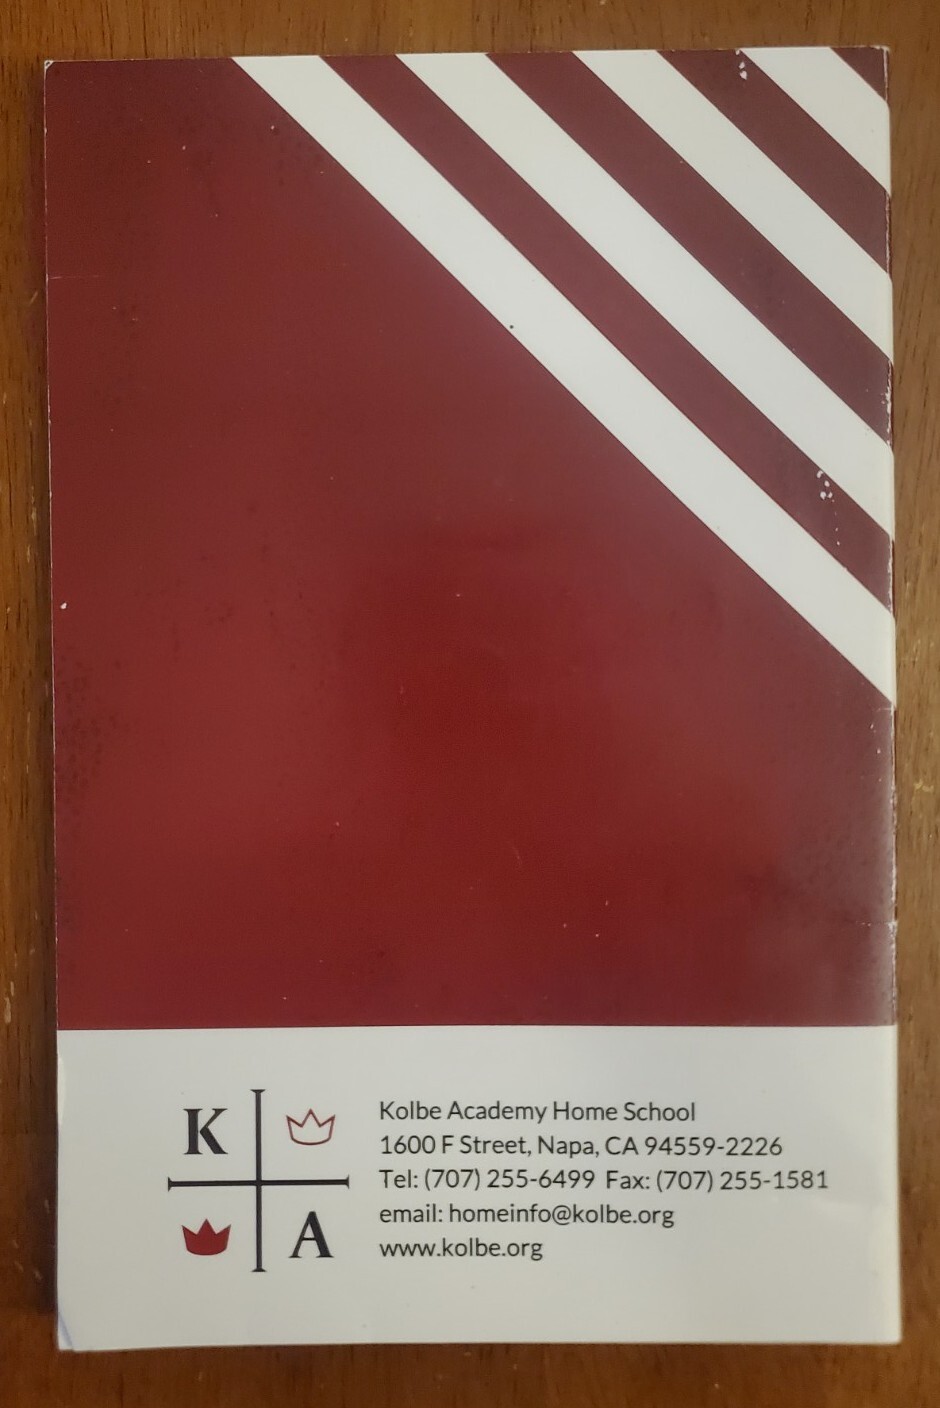 K
A
Kolbe Academy Home School
1600 F Street, Napa, CA 94559-2226
Tel: (707) 255-6499 Fax: (707) 255-1581
email: homeinfo@kolbe.org
www.kolbe.org